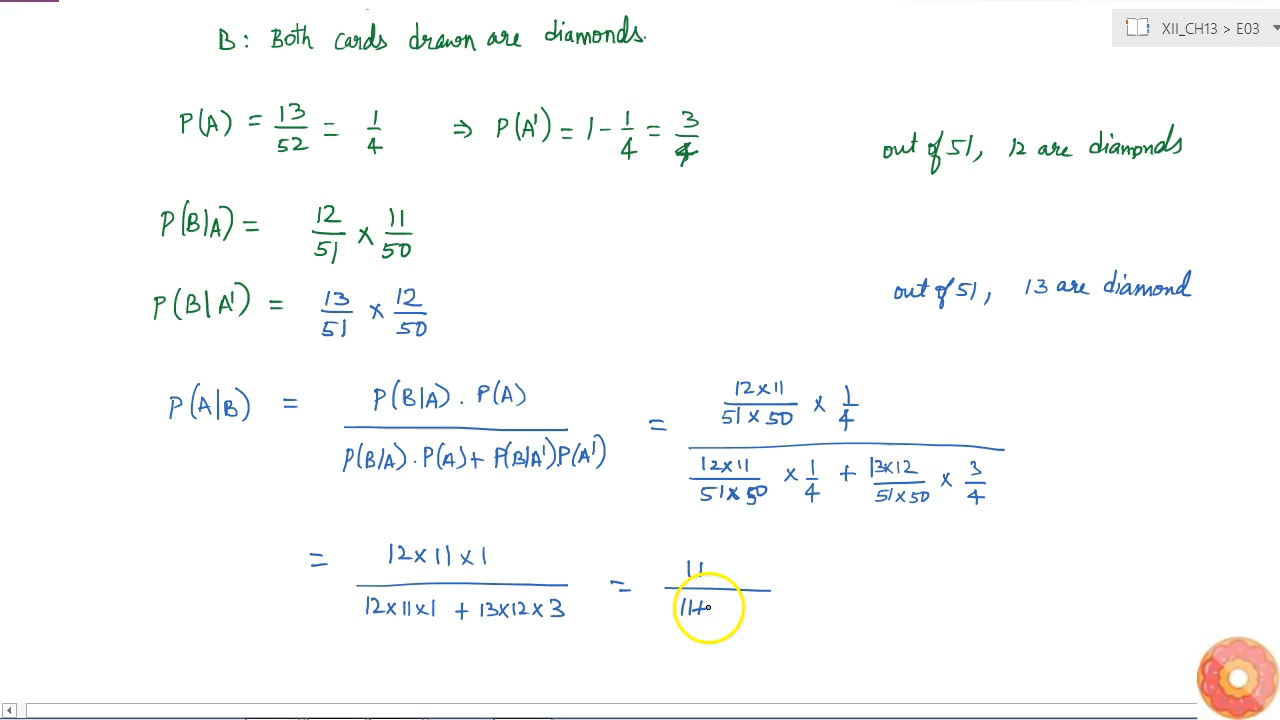 XII_CH13 > E03
B: Both cards drawn are diamonds.
P(A) = 13/52 = 1/4 ⇒ P(A') = 1 - 1/4 = 3/4
out of 51, 12 are diamonds
P(B|A) = 12/51 × 11/50
P(B|A') = 13/51 × 12/50
out of 51, 13 are diamond
P(A|B) = P(B|A) . P(A) / P(B|A) . P(A) + P(B|A') P(A') = 12×11/51×50 × 1/4 / 12×11/51×50 × 1/4 + 13×12/51×50 × 3/4
= 12×11×1 / 12×11×1 + 13×12×3 = 11 / 11+